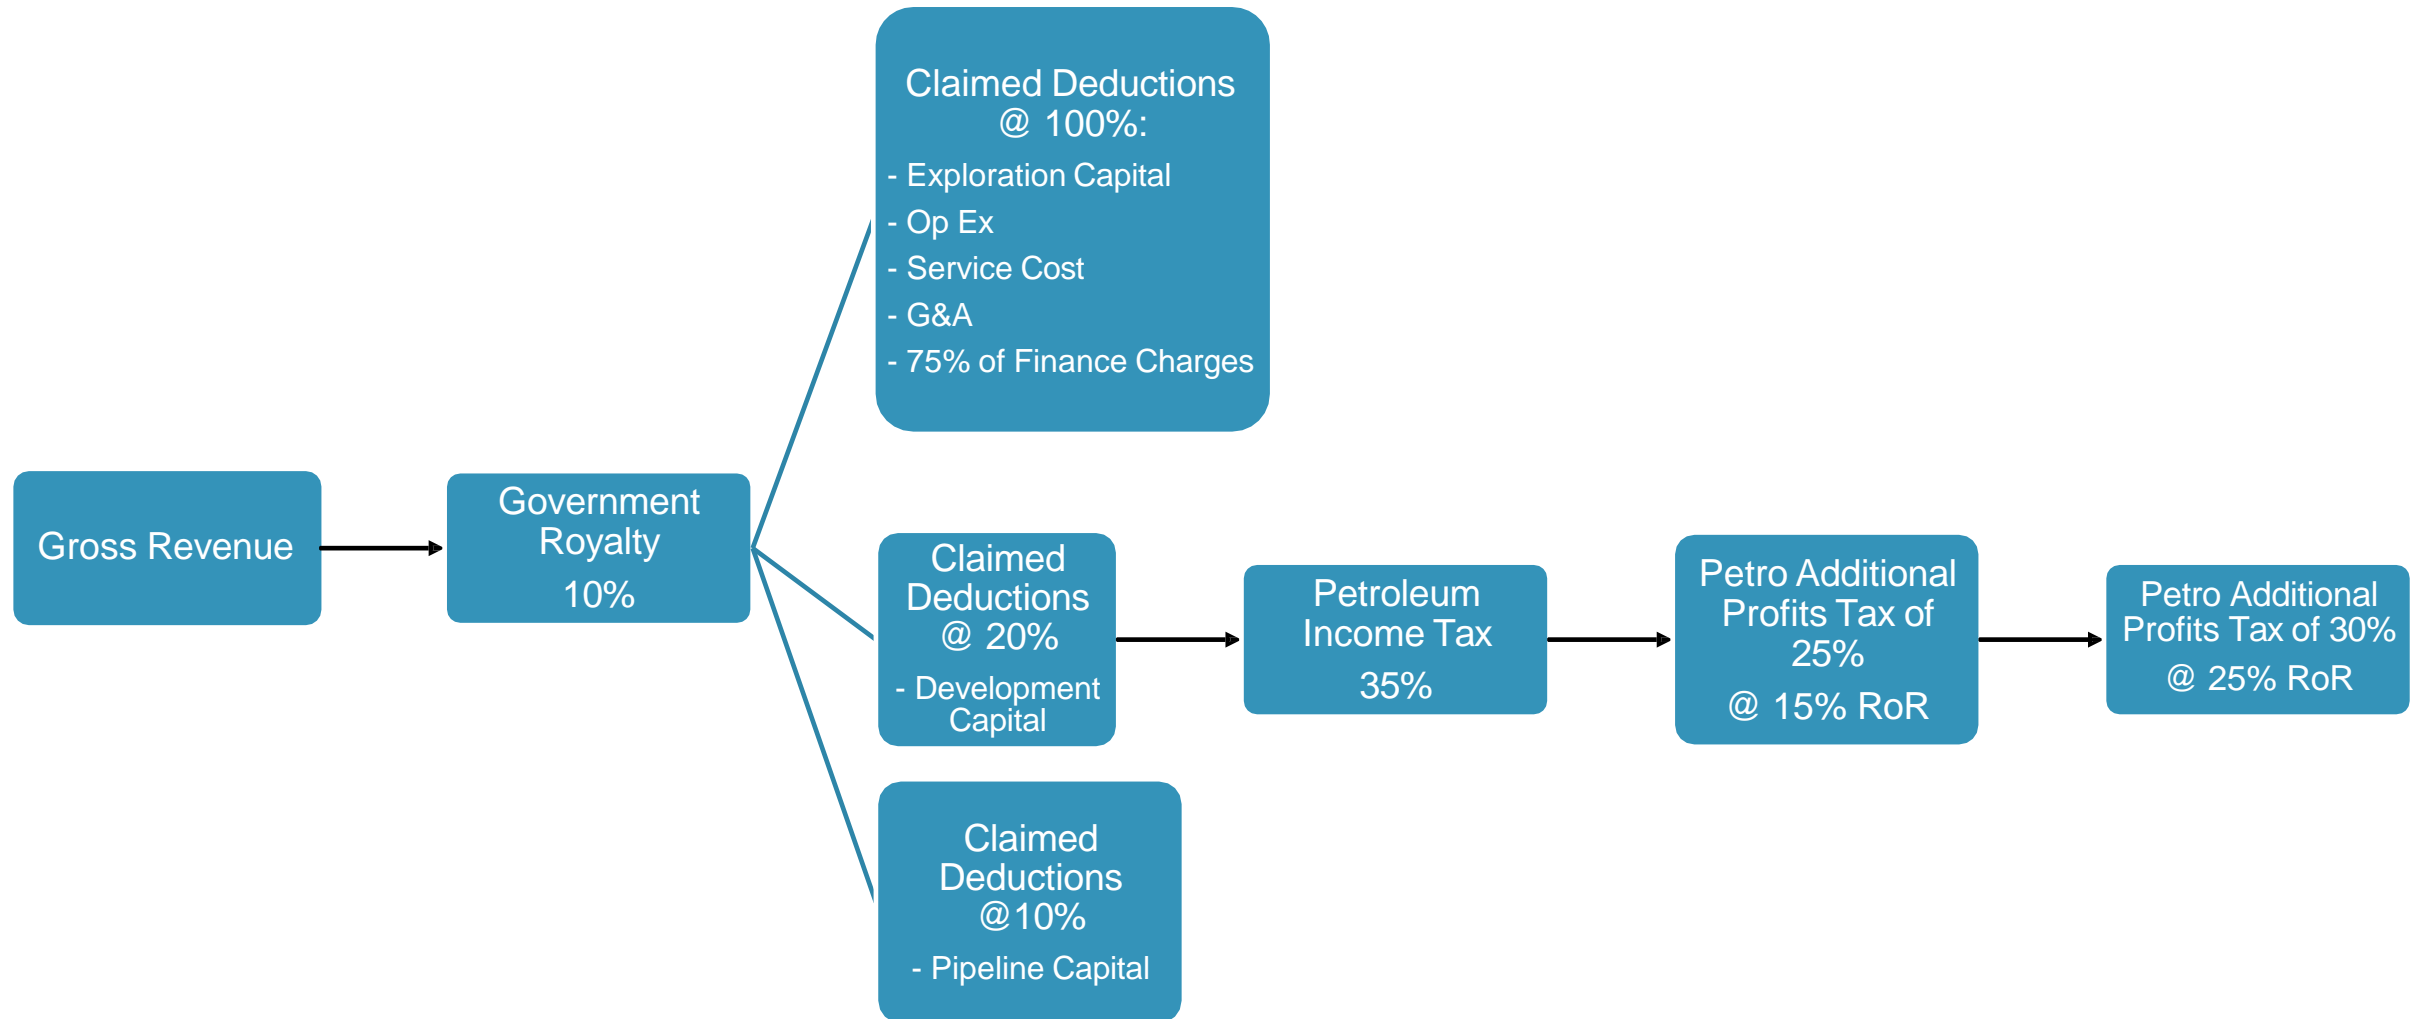 Gross Revenue
Government
Royalty
10%
Claimed Deductions
@ 100%:
- Exploration Capital
- Op Ex
- Service Cost
- G&A
- 75% of Finance Charges
Claimed
Deductions
@ 20%
- Development
Capital
Claimed
Deductions
@10%
- Pipeline Capital
Petroleum
Income Tax
35%
Petro Additional
Profits Tax of
25%
@ 15% RoR
Petro Additional
Profits Tax of 30%
@ 25% RoR